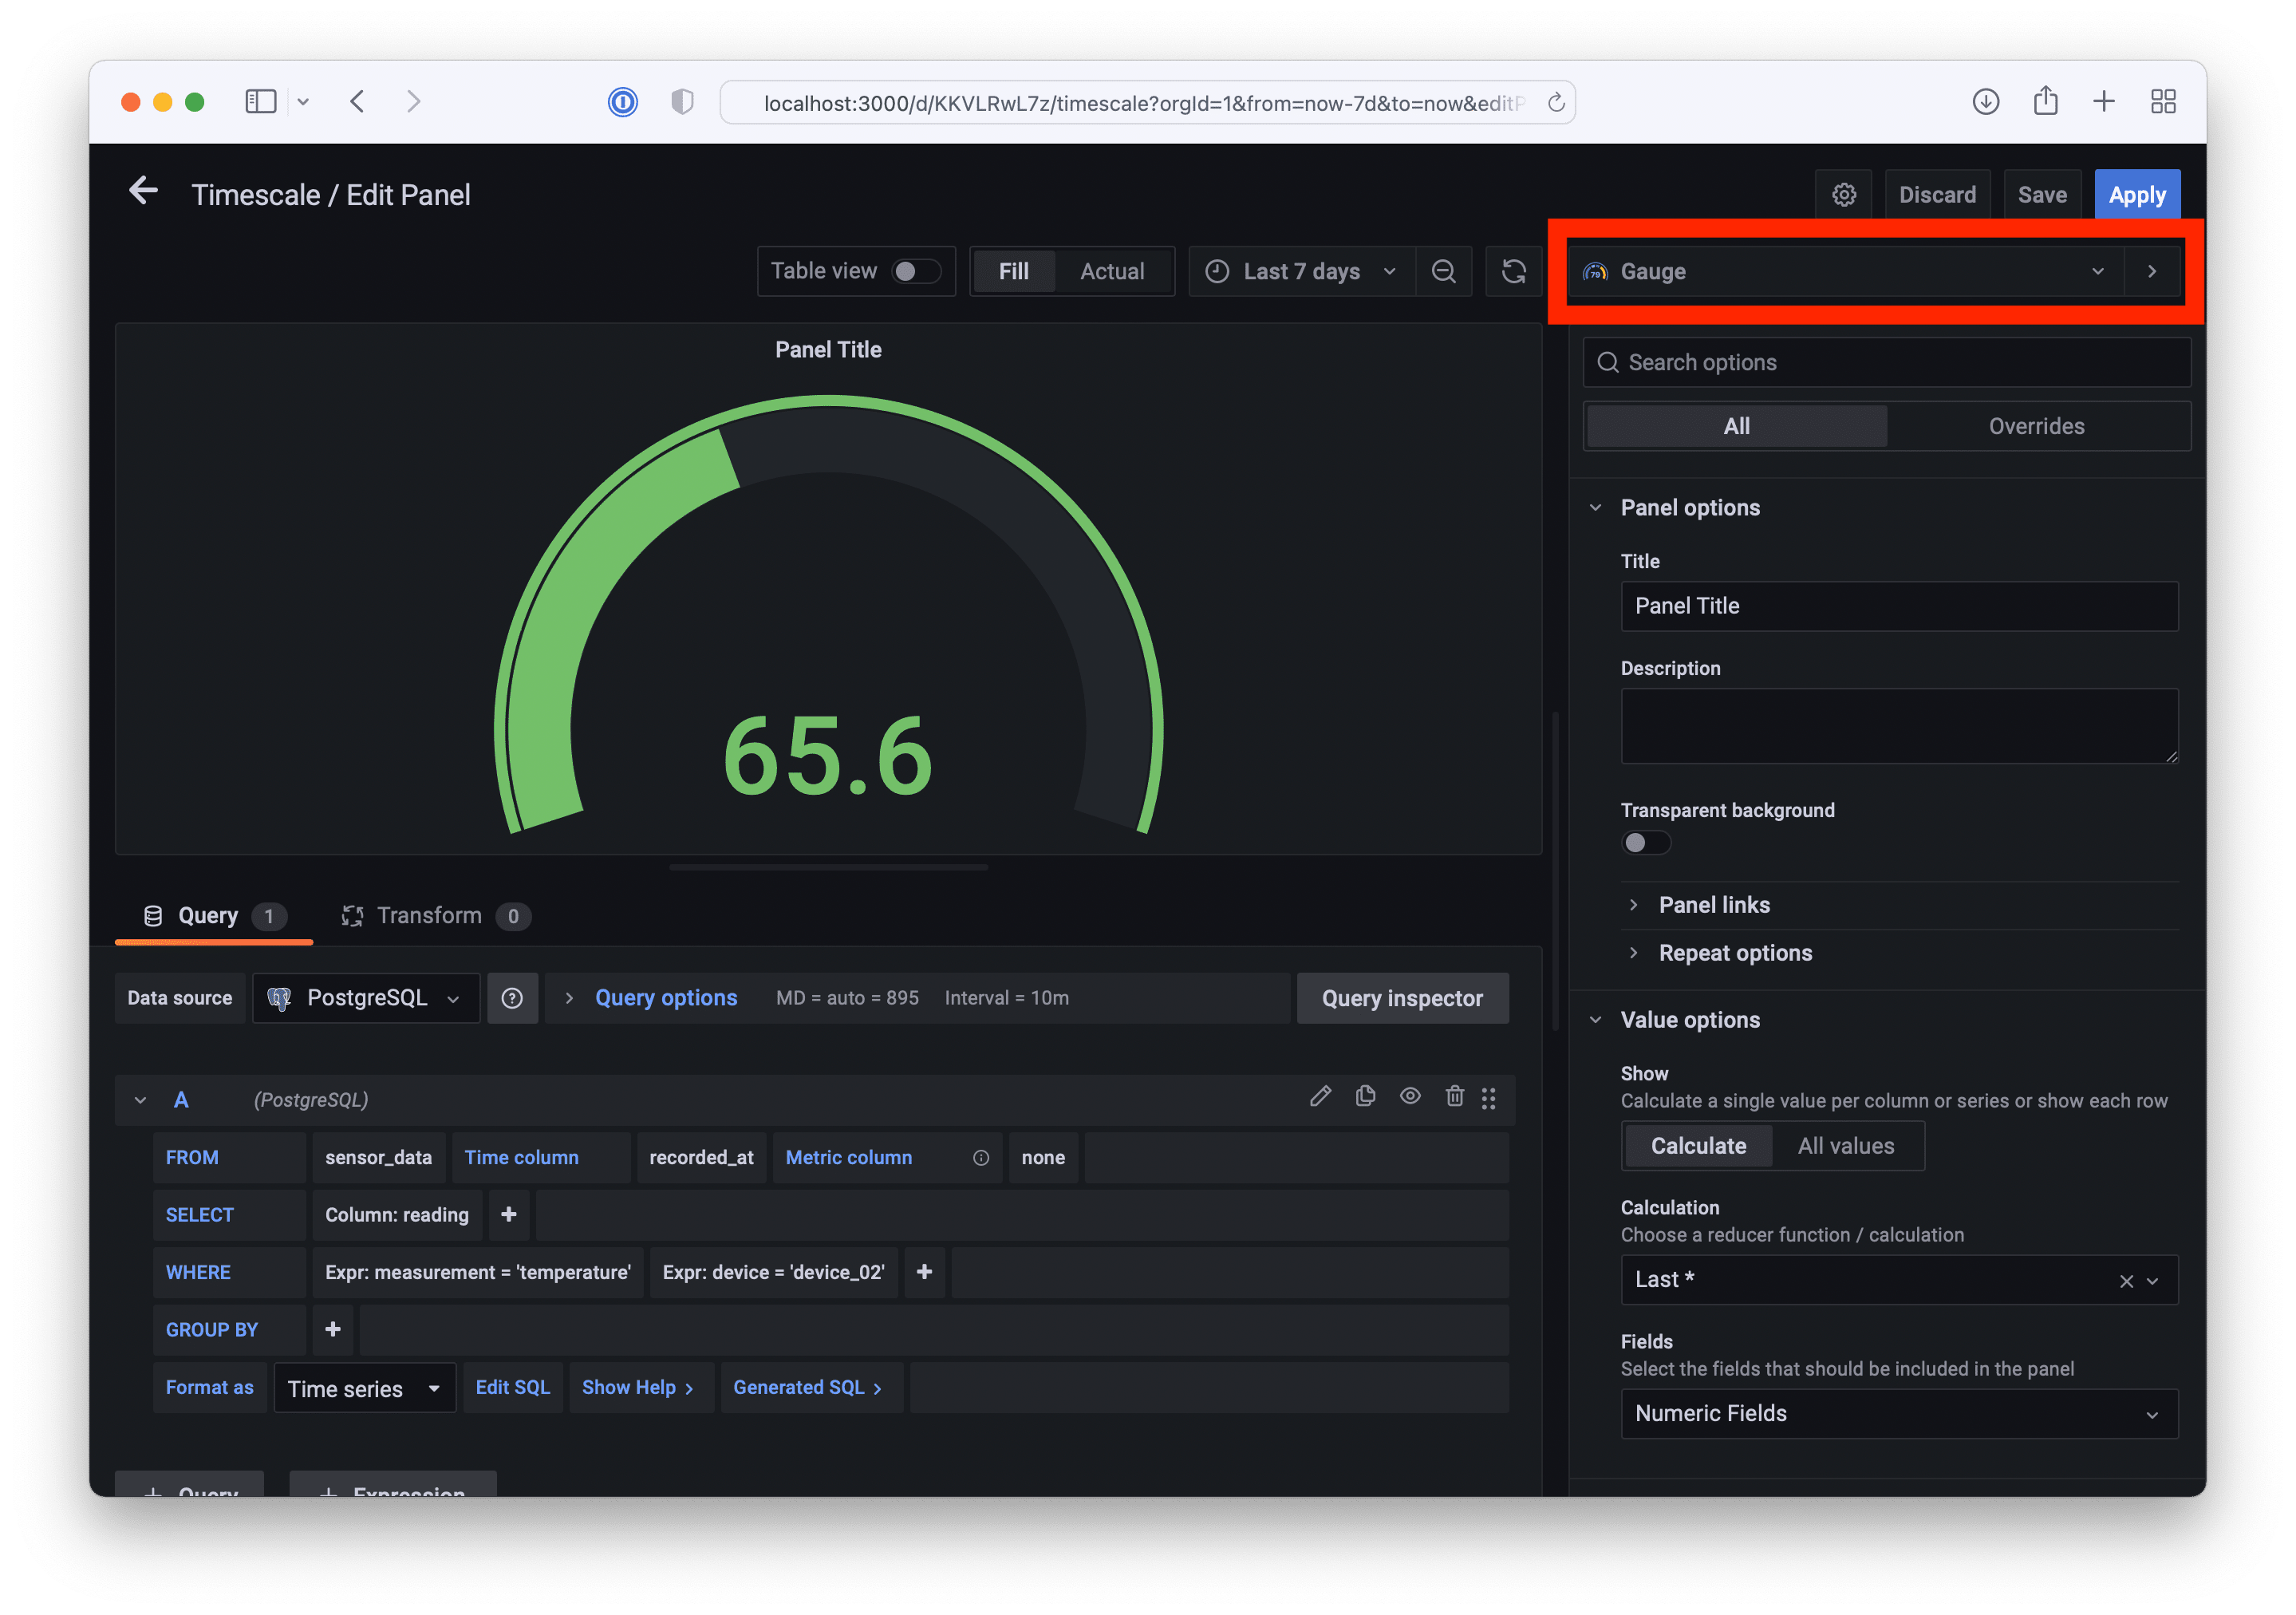 localhost:3000/d/KKVLRwL7z/timescale?orgId=1&from=now-7d&to=now&editP
Timescale / Edit Panel
Discard Save Apply
Table view Fill Actual Last 7 days
79 Gauge
Panel Title
65.6
Search options
All Overrides
Panel options
Title
Panel Title
Description
Transparent background
Panel links
Repeat options
Value options
Show
Calculate a single value per column or series or show each row
Calculate All values
Calculation
Choose a reducer function / calculation
Last *
Fields
Select the fields that should be included in the panel
Numeric Fields
Query 1 Transform 0
Data source PostgreSQL Query options MD = auto = 895 Interval = 10m Query inspector
A (PostgreSQL)
FROM sensor_data Time column recorded_at Metric column none
SELECT Column: reading +
WHERE Expr: measurement = 'temperature' Expr: device = 'device_02' +
GROUP BY +
Format as Time series Edit SQL Show Help > Generated SQL >
+ Query + Expression